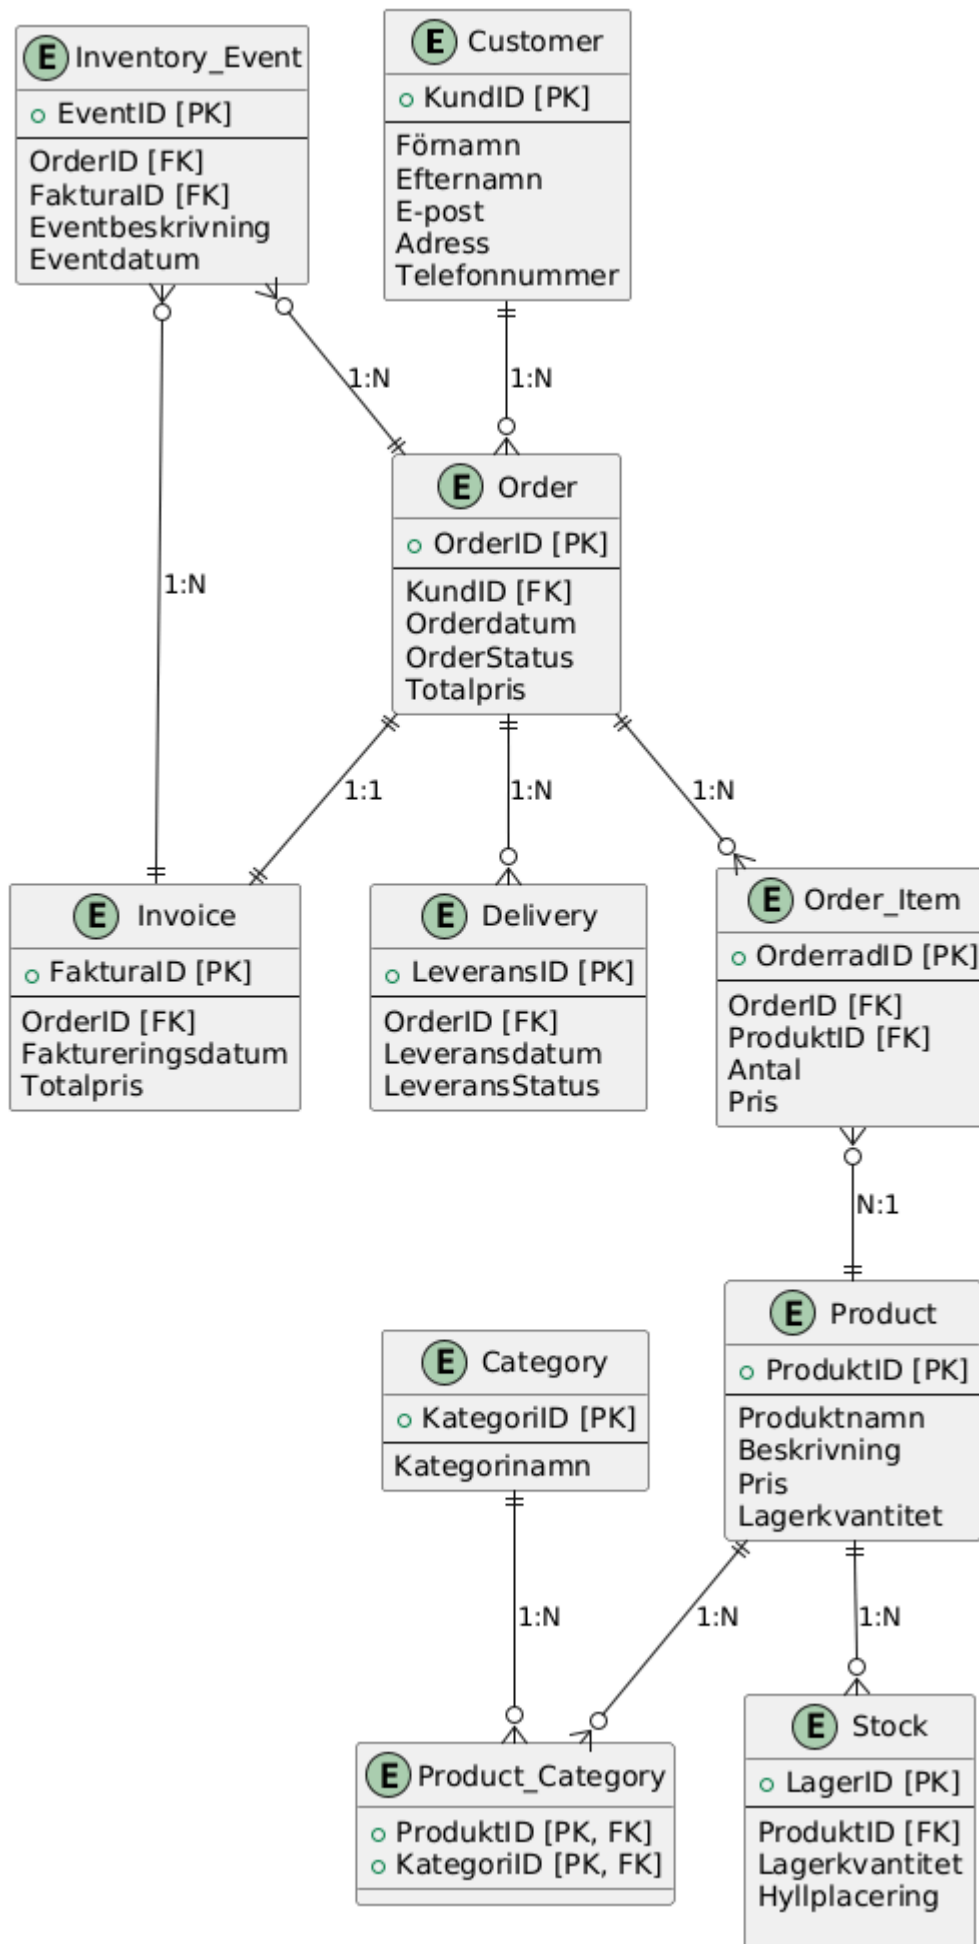 E Inventory_Event
EventID [PK]
OrderID [FK]
FakturaID [FK]
Eventbeskrivning
Eventdatum
E Customer
KundID [PK]
Förnamn
Efternamn
E-post
Adress
Telefonnummer
1:N
1:N
E Order
OrderID [PK]
KundID [FK]
Orderdatum
OrderStatus
Totalpris
1:N
1:1
1:N
1:N
E Invoice
FakturaID [PK]
OrderID [FK]
Faktureringsdatum
Totalpris
E Delivery
LeveransID [PK]
OrderID [FK]
Leveransdatum
LeveransStatus
E Order_Item
OrderradID [PK]
OrderID [FK]
ProduktID [FK]
Antal
Pris
N:1
E Category
KategoriID [PK]
Kategorinamn
E Product
ProduktID [PK]
Produktnamn
Beskrivning
Pris
Lagerkvantitet
1:N
1:N
1:N
E Product_Category
ProduktID [PK, FK]
KategoriID [PK, FK]
E Stock
LagerID [PK]
ProduktID [FK]
Lagerkvantitet
Hyllplacering